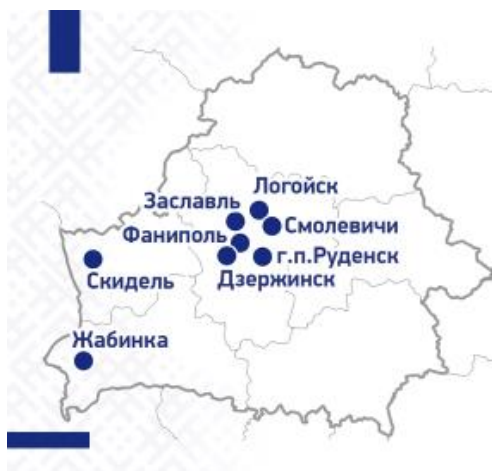 Логойск
Заславль
Смолевичи
Фаниполь
г.п.Руденск
Скидель
Дзержинск
Жабинка